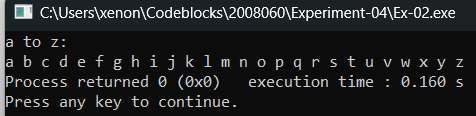 C:\Users\xenon\Codeblocks\2008060\Experiment-04\Ex-02.exe
a to z:
a b c d e f g h i j k l m n o p q r s t u v w x y z
Process returned 0 (0x0)   execution time : 0.160 s
Press any key to continue.